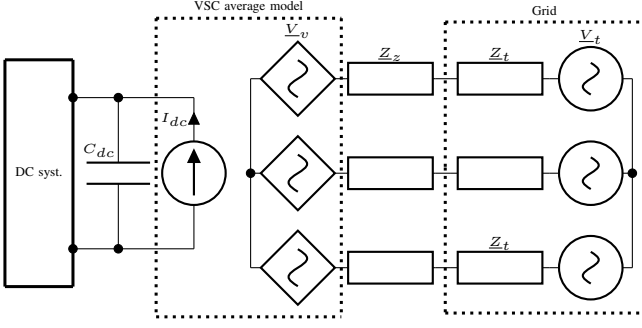 VSC average model
Grid
V_v
Z_z
Z_t
V_t
I_dc
C_dc
DC syst.
Z_t